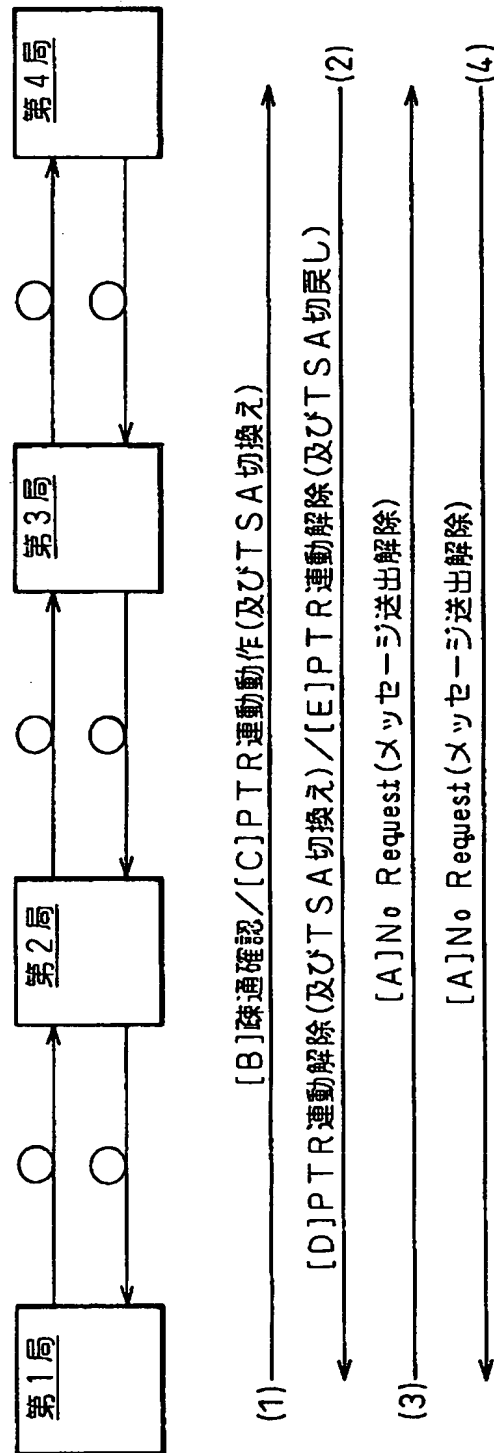 第1局
第2局
第3局
第4局
(1) [B]疎通確認/[C]PTR連動動作(及びTSA切換え)
[D]PTR連動解除(及びTSA切換え)/[E]PTR連動解除(及びTSA切戻し) (2)
(3) [A]No Request(メッセージ送出解除)
[A]No Request(メッセージ送出解除) (4)